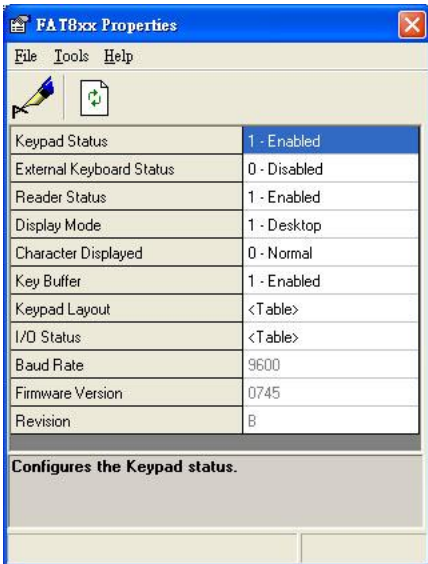 FAT8xx Properties
File Tools Help
Keypad Status 1 - Enabled
External Keyboard Status 0 - Disabled
Reader Status 1 - Enabled
Display Mode 1 - Desktop
Character Displayed 0 - Normal
Key Buffer 1 - Enabled
Keypad Layout <Table>
I/O Status <Table>
Baud Rate 9600
Firmware Version 0745
Revision B
Configures the Keypad status.